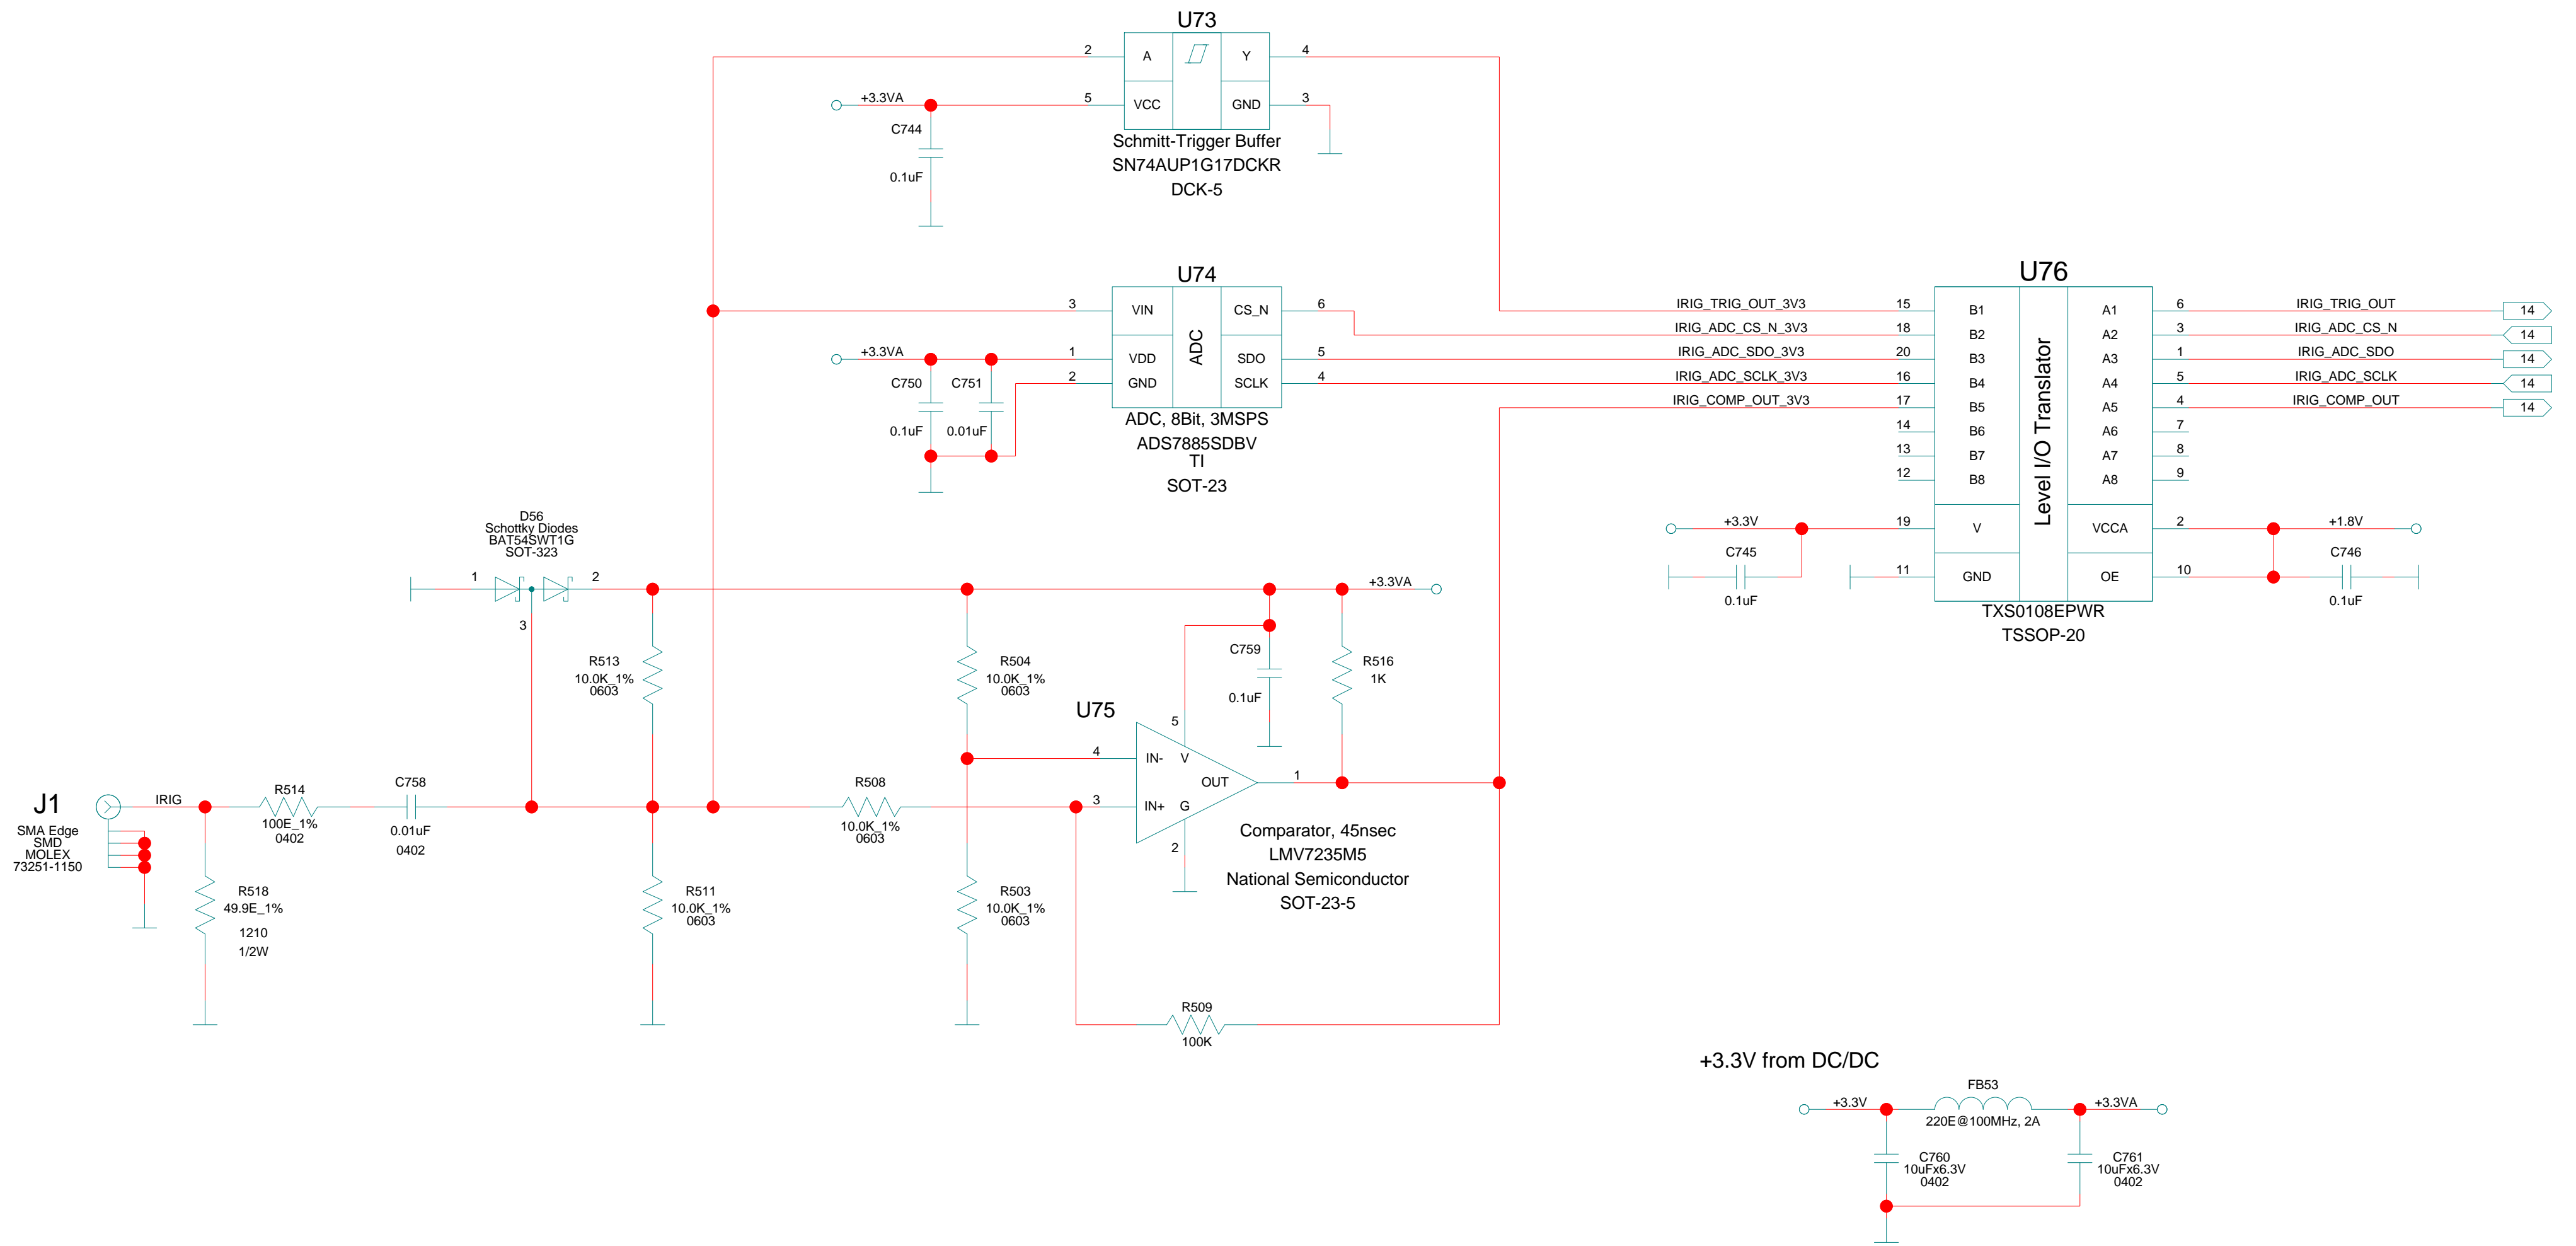 U73
2
A
Y
4
+3.3VA
5
VCC
GND
3
C744
0.1uF
Schmitt-Trigger Buffer
SN74AUP1G17DCKR
DCK-5
U74
3
VIN
CS_N
6
ADC
+3.3VA
1
VDD
SDO
5
2
GND
SCLK
4
C750
C751
0.1uF
0.01uF
ADC, 8Bit, 3MSPS
ADS7885SDBV
TI
SOT-23
U76
IRIG_TRIG_OUT_3V3
15
B1
A1
6
IRIG_TRIG_OUT
14
IRIG_ADC_CS_N_3V3
18
B2
A2
3
IRIG_ADC_CS_N
14
IRIG_ADC_SDO_3V3
20
B3
A3
1
IRIG_ADC_SDO
14
IRIG_ADC_SCLK_3V3
16
B4
A4
5
IRIG_ADC_SCLK
14
IRIG_COMP_OUT_3V3
17
B5
A5
4
IRIG_COMP_OUT
14
14
B6
A6
7
13
B7
A7
8
12
B8
A8
9
Level I/O Translator
+3.3V
19
V
VCCA
2
+1.8V
C745
0.1uF
11
GND
OE
10
C746
0.1uF
TXS0108EPWR
TSSOP-20
D56
Schottky Diodes
BAT54SWT1G
SOT-323
1
2
3
+3.3VA
R513
10.0K_1%
0603
R504
10.0K_1%
0603
C759
0.1uF
R516
1K
U75
5
4
IN-
V
OUT
1
3
IN+
G
2
Comparator, 45nsec
LMV7235M5
National Semiconductor
SOT-23-5
J1
SMA Edge
SMD
MOLEX
73251-1150
IRIG
R514
100E_1%
0402
C758
0.01uF
0402
R508
10.0K_1%
0603
R518
49.9E_1%
1210
1/2W
R511
10.0K_1%
0603
R503
10.0K_1%
0603
R509
100K
+3.3V from DC/DC
FB53
+3.3V
+3.3VA
220E@100MHz, 2A
C760
10uFx6.3V
0402
C761
10uFx6.3V
0402